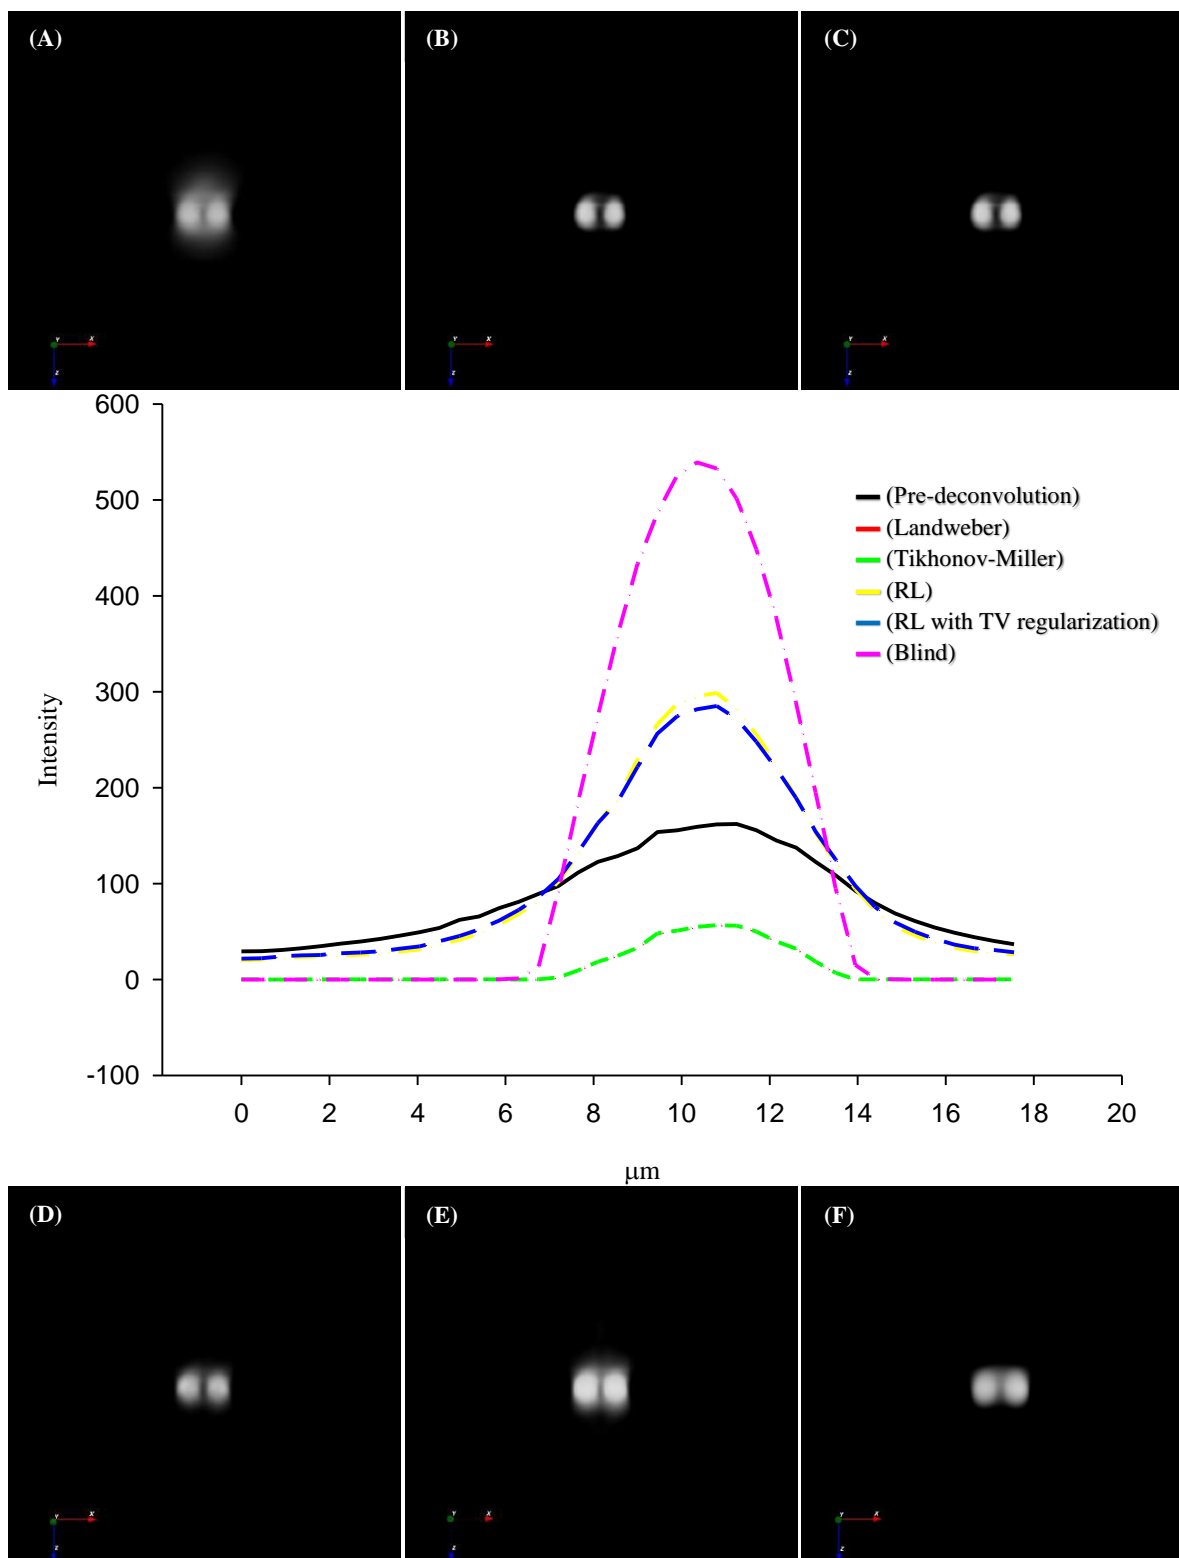 (A)
(B)
(C)
Y X
Z
Y X
Z
Y X
Z
600
500
400
300
200
100
0
-100
Intensity
(Pre-deconvolution)
(Landweber)
(Tikhonov-Miller)
(RL)
(RL with TV regularization)
(Blind)
0 2 4 6 8 10 12 14 16 18 20
μm
(D)
(E)
(F)
Y X
Z
Y X
Z
Y X
Z